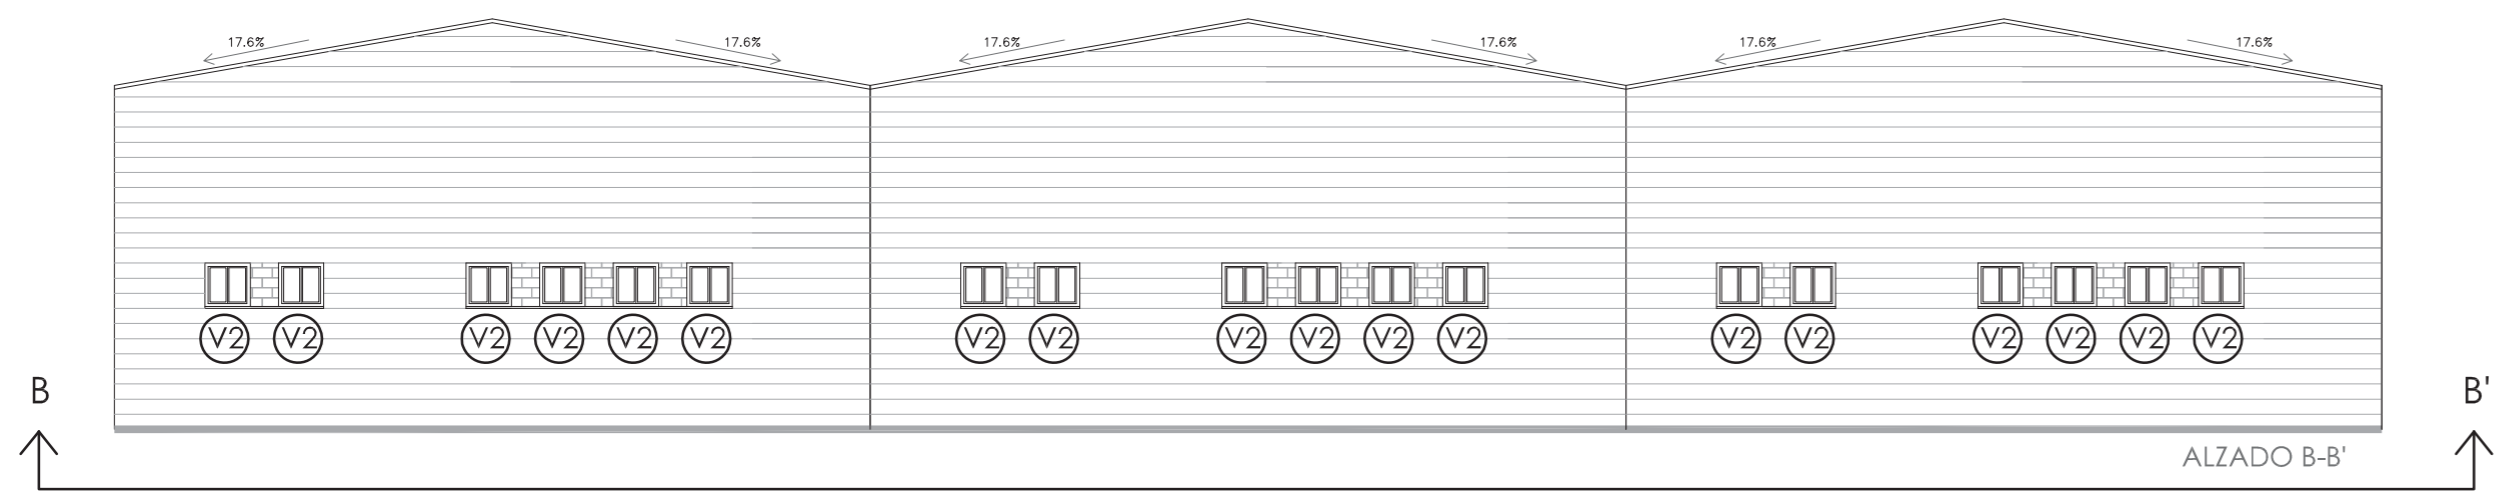 17.6% 17.6% 17.6% 17.6% 17.6% 17.6%
V2 V2 V2 V2 V2 V2 V2 V2 V2 V2 V2 V2 V2 V2 V2 V2 V2 V2
B B'
ALZADO B-B'